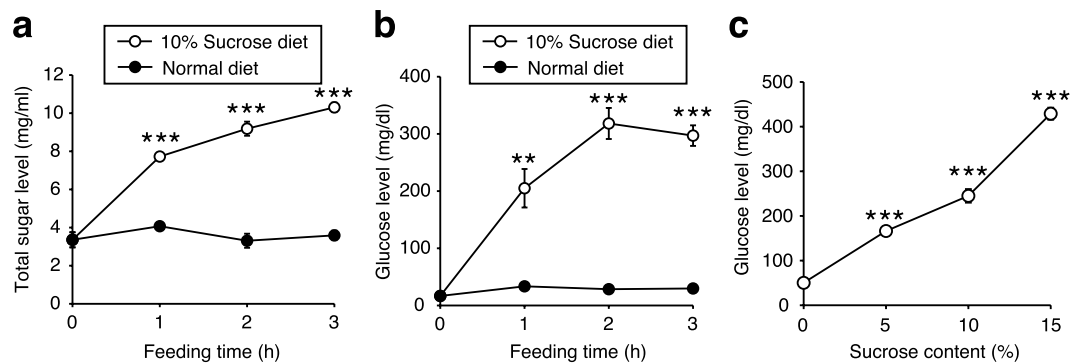 a
10% Sucrose diet
Normal diet
Total sugar level (mg/ml)
12
10
8
6
4
2
0
***
***
***
0 1 2 3
Feeding time (h)
b
10% Sucrose diet
Normal diet
Glucose level (mg/dl)
400
300
200
100
0
**
***
***
0 1 2 3
Feeding time (h)
c
Glucose level (mg/dl)
500
400
300
200
100
0
***
***
***
0 5 10 15
Sucrose content (%)